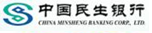 中国民生银行
CHINA MINSHENG BANKING CORP., LTD.